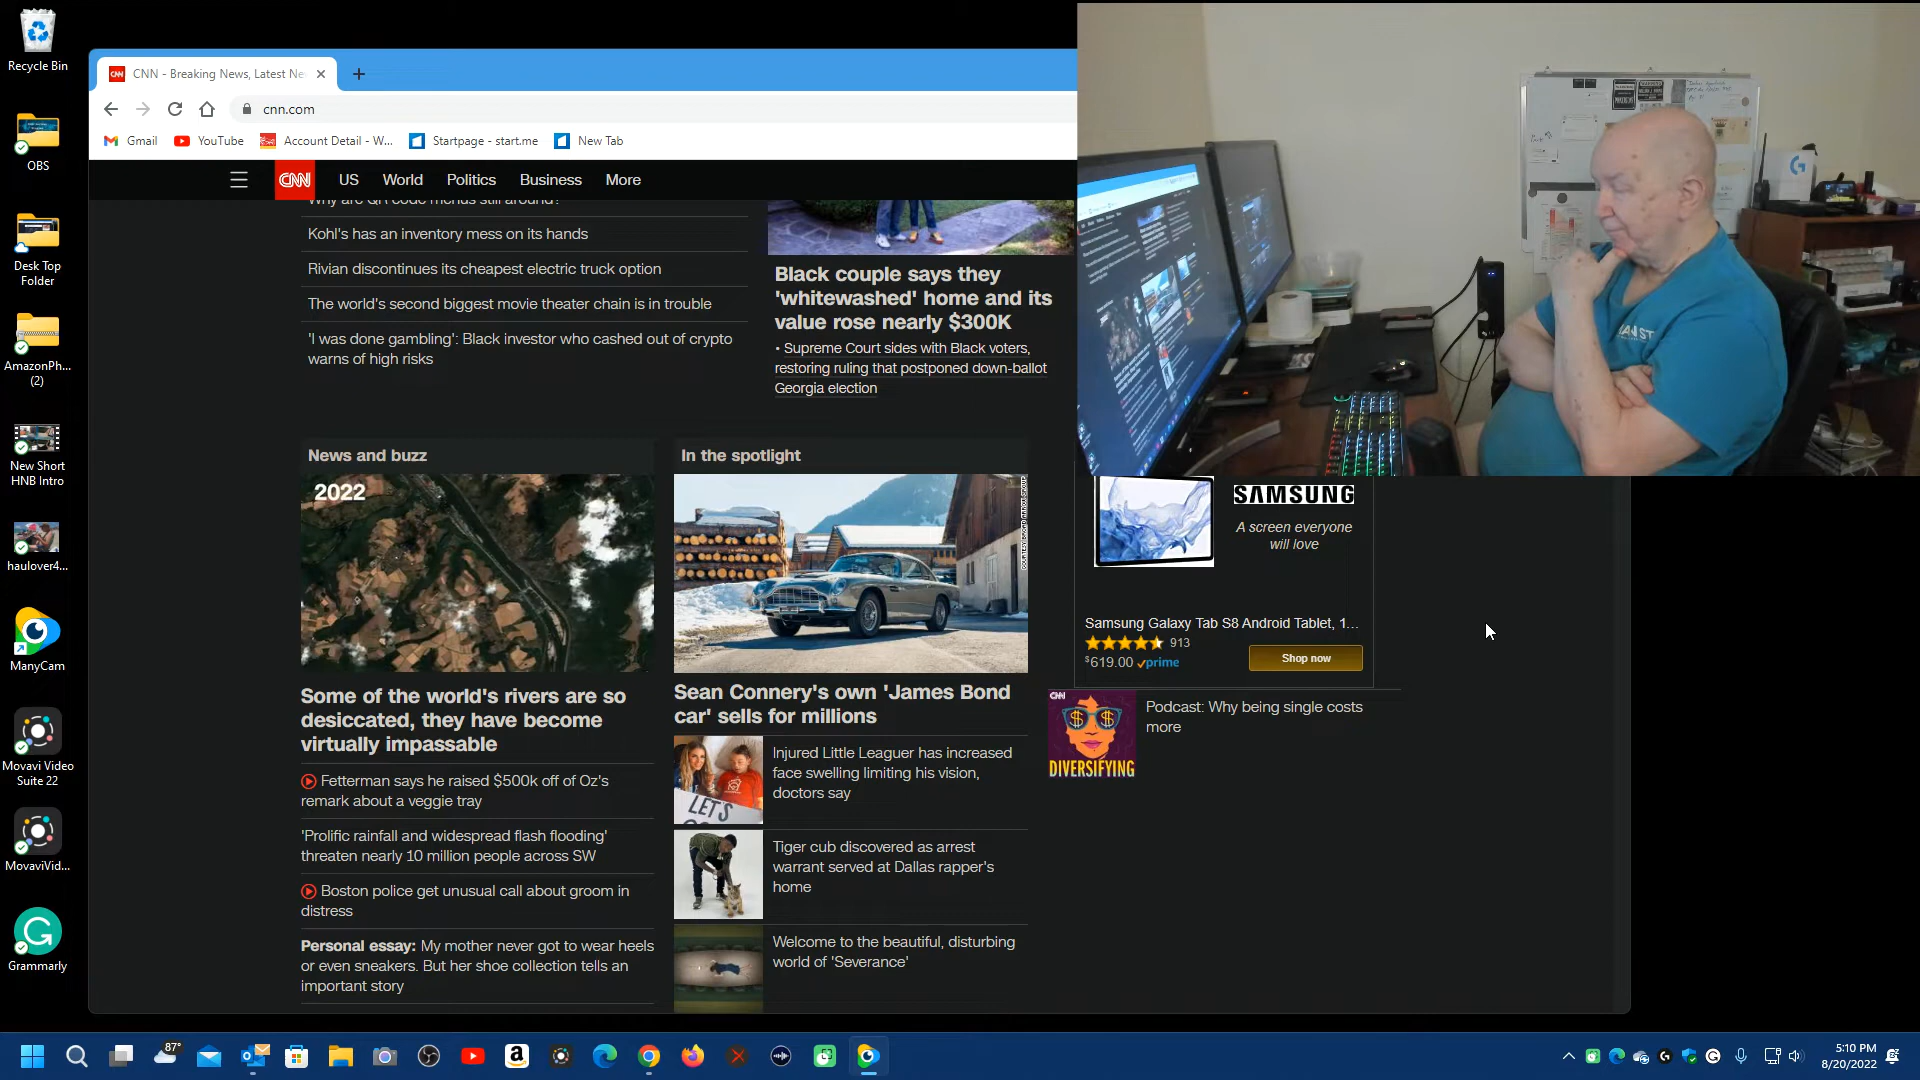 Recycle Bin
OBS
Desk Top
Folder
AmazonPh...
(2)
New Short
HNB Intro
haulover4...
ManyCam
Movavi Video
Suite 22
MovaviVid...
Grammarly
CNN - Breaking News, Latest Ne
cnn.com
Gmail
YouTube
Account Detail - W...
Startpage - start.me
New Tab
CNN
US
World
Politics
Business
More
Why are QR code menus still around?
Kohl's has an inventory mess on its hands
Rivian discontinues its cheapest electric truck option
The world's second biggest movie theater chain is in trouble
'I was done gambling': Black investor who cashed out of crypto
warns of high risks
Black couple says they
'whitewashed' home and its
value rose nearly $300K
• Supreme Court sides with Black voters,
restoring ruling that postponed down-ballot
Georgia election
News and buzz
2022
Some of the world's rivers are so
desiccated, they have become
virtually impassable
Fetterman says he raised $500k off of Oz's
remark about a veggie tray
'Prolific rainfall and widespread flash flooding'
threaten nearly 10 million people across SW
Boston police get unusual call about groom in
distress
Personal essay: My mother never got to wear heels
or even sneakers. But her shoe collection tells an
important story
In the spotlight
Sean Connery's own 'James Bond
car' sells for millions
LET'S
Injured Little Leaguer has increased
face swelling limiting his vision,
doctors say
Tiger cub discovered as arrest
warrant served at Dallas rapper's
home
Welcome to the beautiful, disturbing
world of 'Severance'
SAMSUNG
A screen everyone
will love
Samsung Galaxy Tab S8 Android Tablet, 1...
913
$619.00 prime
Shop now
CNN
DIVERSIFYING
Podcast: Why being single costs
more
87°
5:10 PM
8/20/2022